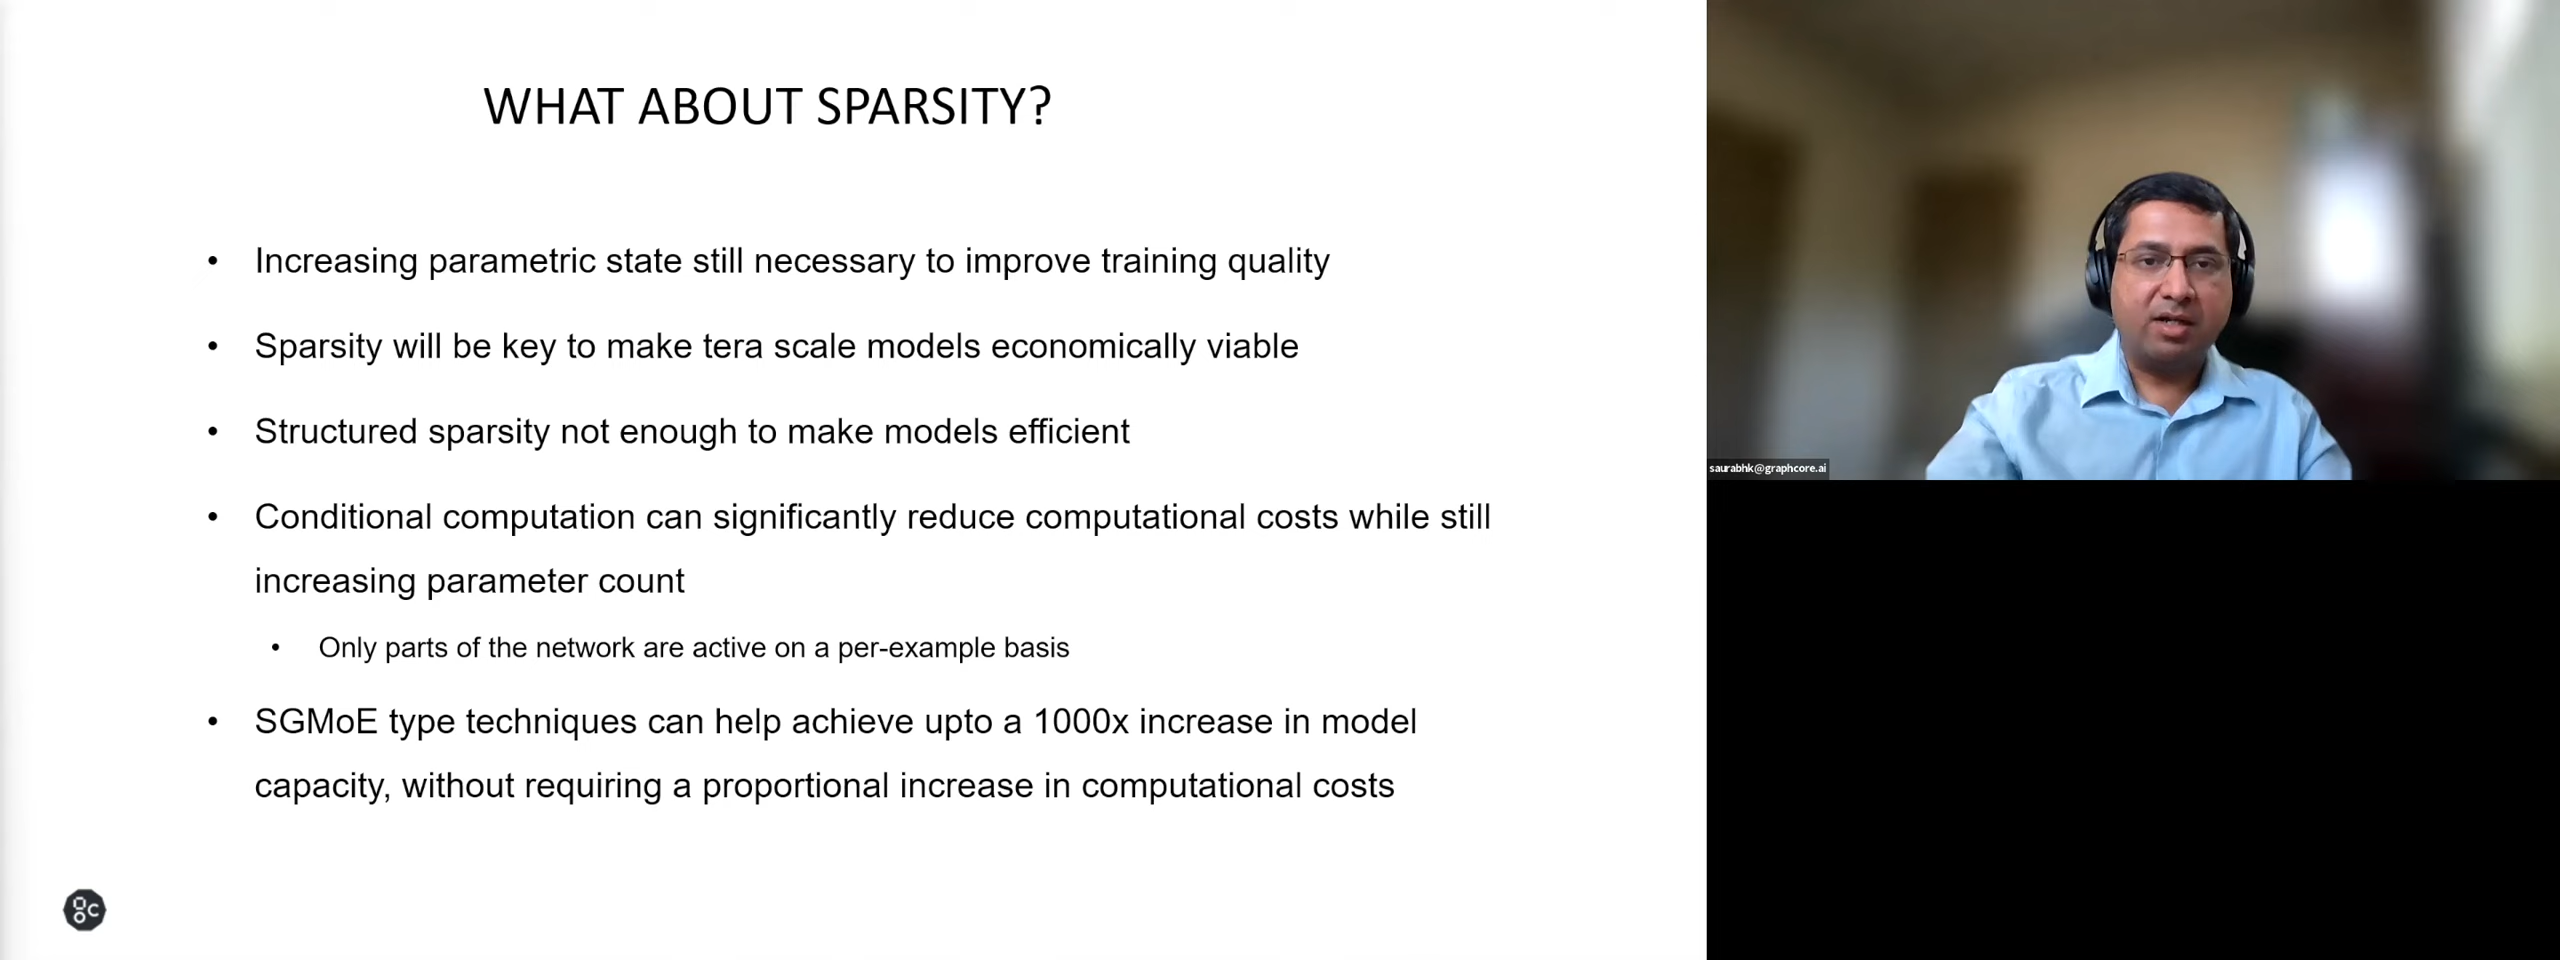 WHAT ABOUT SPARSITY?
• Increasing parametric state still necessary to improve training quality
• Sparsity will be key to make tera scale models economically viable
• Structured sparsity not enough to make models efficient
• Conditional computation can significantly reduce computational costs while still
increasing parameter count
• Only parts of the network are active on a per-example basis
• SGMoE type techniques can help achieve upto a 1000x increase in model
capacity, without requiring a proportional increase in computational costs
saurabhk@graphcore.ai